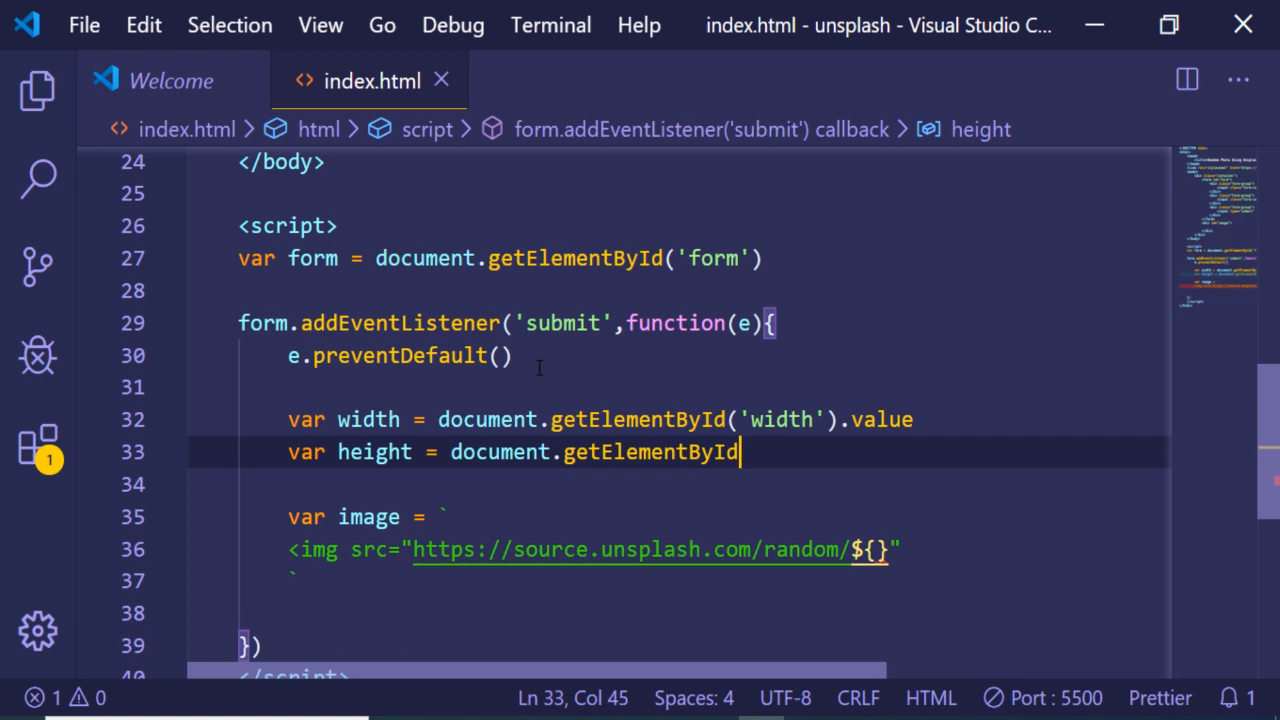 File Edit Selection View Go Debug Terminal Help index.html - unsplash - Visual Studio C...
Welcome index.html
index.html html script form.addEventListener('submit') callback height
24 </body>
25
26 <script>
27 var form = document.getElementById('form')
28
29 form.addEventListener('submit',function(e){
30 e.preventDefault()
31
32 var width = document.getElementById('width').value
33 var height = document.getElementById
34
35 var image = `
36 <img src="https://source.unsplash.com/random/${}"
37 `
38
39 })
40 </script>
1
1 0 Ln 33, Col 45 Spaces: 4 UTF-8 CRLF HTML Port : 5500 Prettier 1